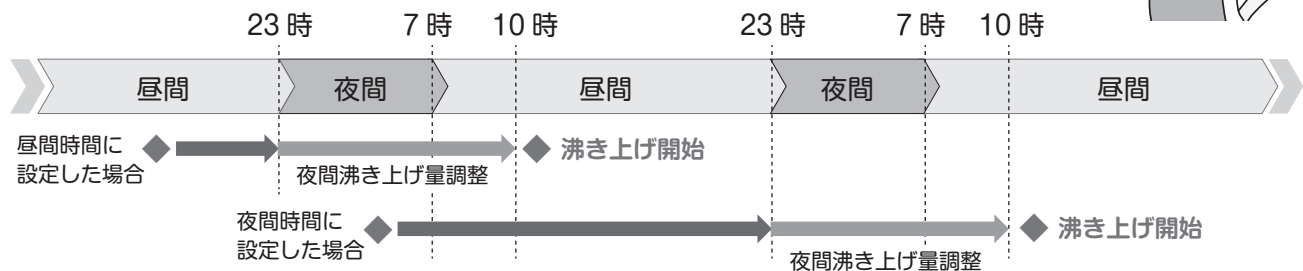 23 時 7 時 10 時 23 時 7 時 10 時
昼間 夜間 昼間 夜間 昼間
昼間時間に
設定した場合
沸き上げ開始
夜間沸き上げ量調整
夜間時間に
設定した場合
沸き上げ開始
夜間沸き上げ量調整